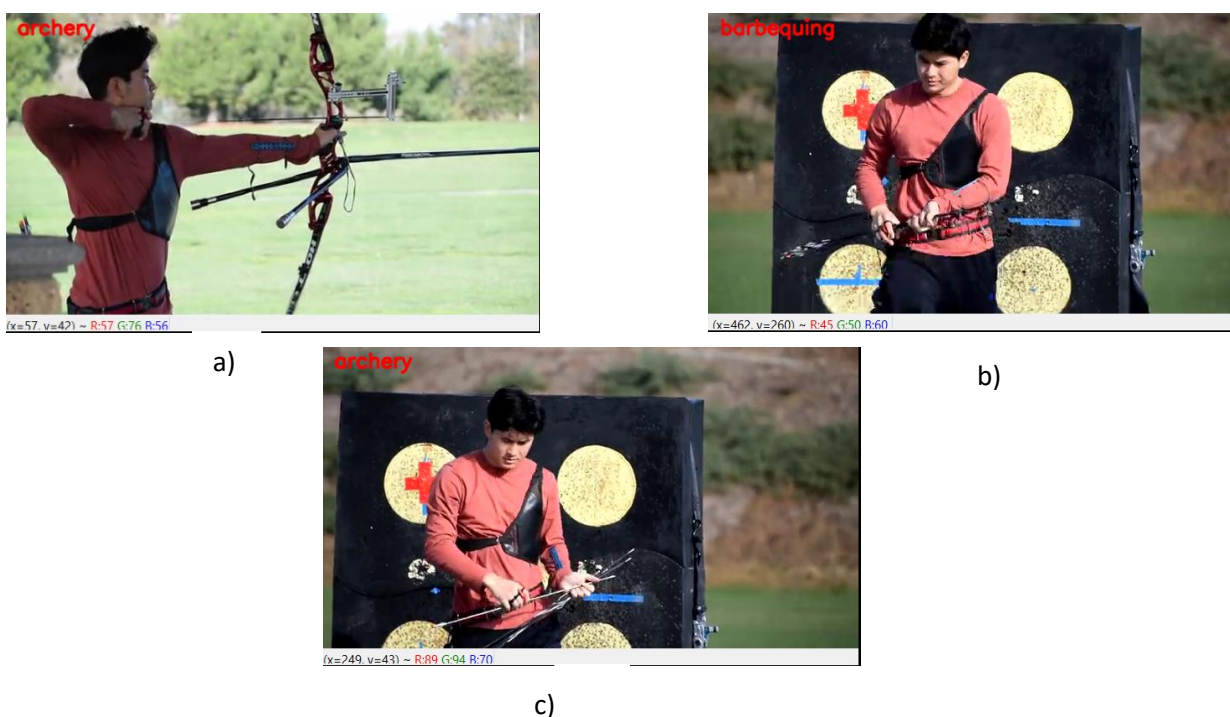 archery
(x=57, y=42) ~ R:57 G:76 B:56
a)
barbequing
(x=462, y=260) ~ R:45 G:50 B:60
b)
archery
(x=249, y=43) ~ R:89 G:94 B:70
c)